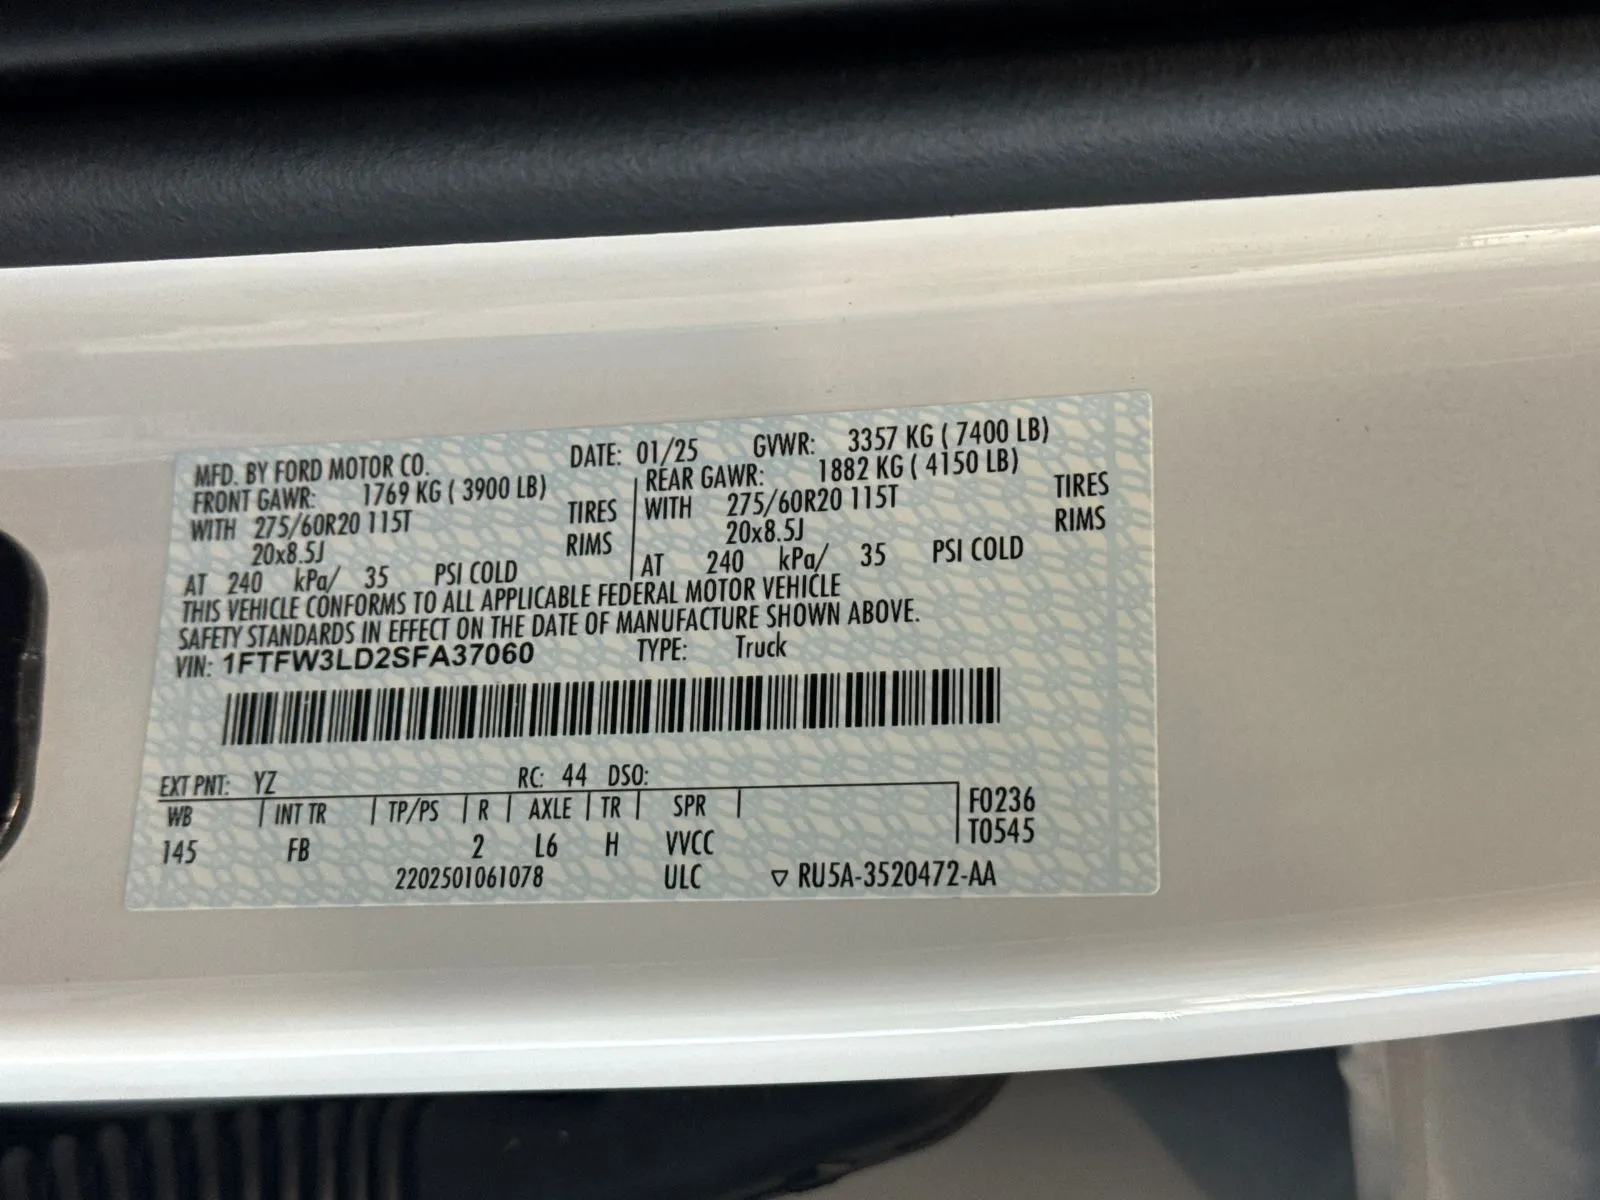 MFD. BY FORD MOTOR CO. DATE: 01/25 GVWR: 3357 KG ( 7400 LB)
FRONT GAWR: 1769 KG ( 3900 LB) REAR GAWR: 1882 KG ( 4150 LB)
WITH 275/60R20 115T TIRES WITH 275/60R20 115T TIRES
20x8.5J RIMS 20x8.5J RIMS
AT 240 kPa/ 35 PSI COLD AT 240 kPa/ 35 PSI COLD
THIS VEHICLE CONFORMS TO ALL APPLICABLE FEDERAL MOTOR VEHICLE
SAFETY STANDARDS IN EFFECT ON THE DATE OF MANUFACTURE SHOWN ABOVE.
VIN: 1FTFW3LD2SFA37060 TYPE: Truck
EXT PNT: YZ RC: 44 DSO:
WB INT TR TP/PS R AXLE TR SPR F0236
T0545
145 FB 2 L6 H VVCC
2202501061078 ULC ▽ RU5A-3520472-AA